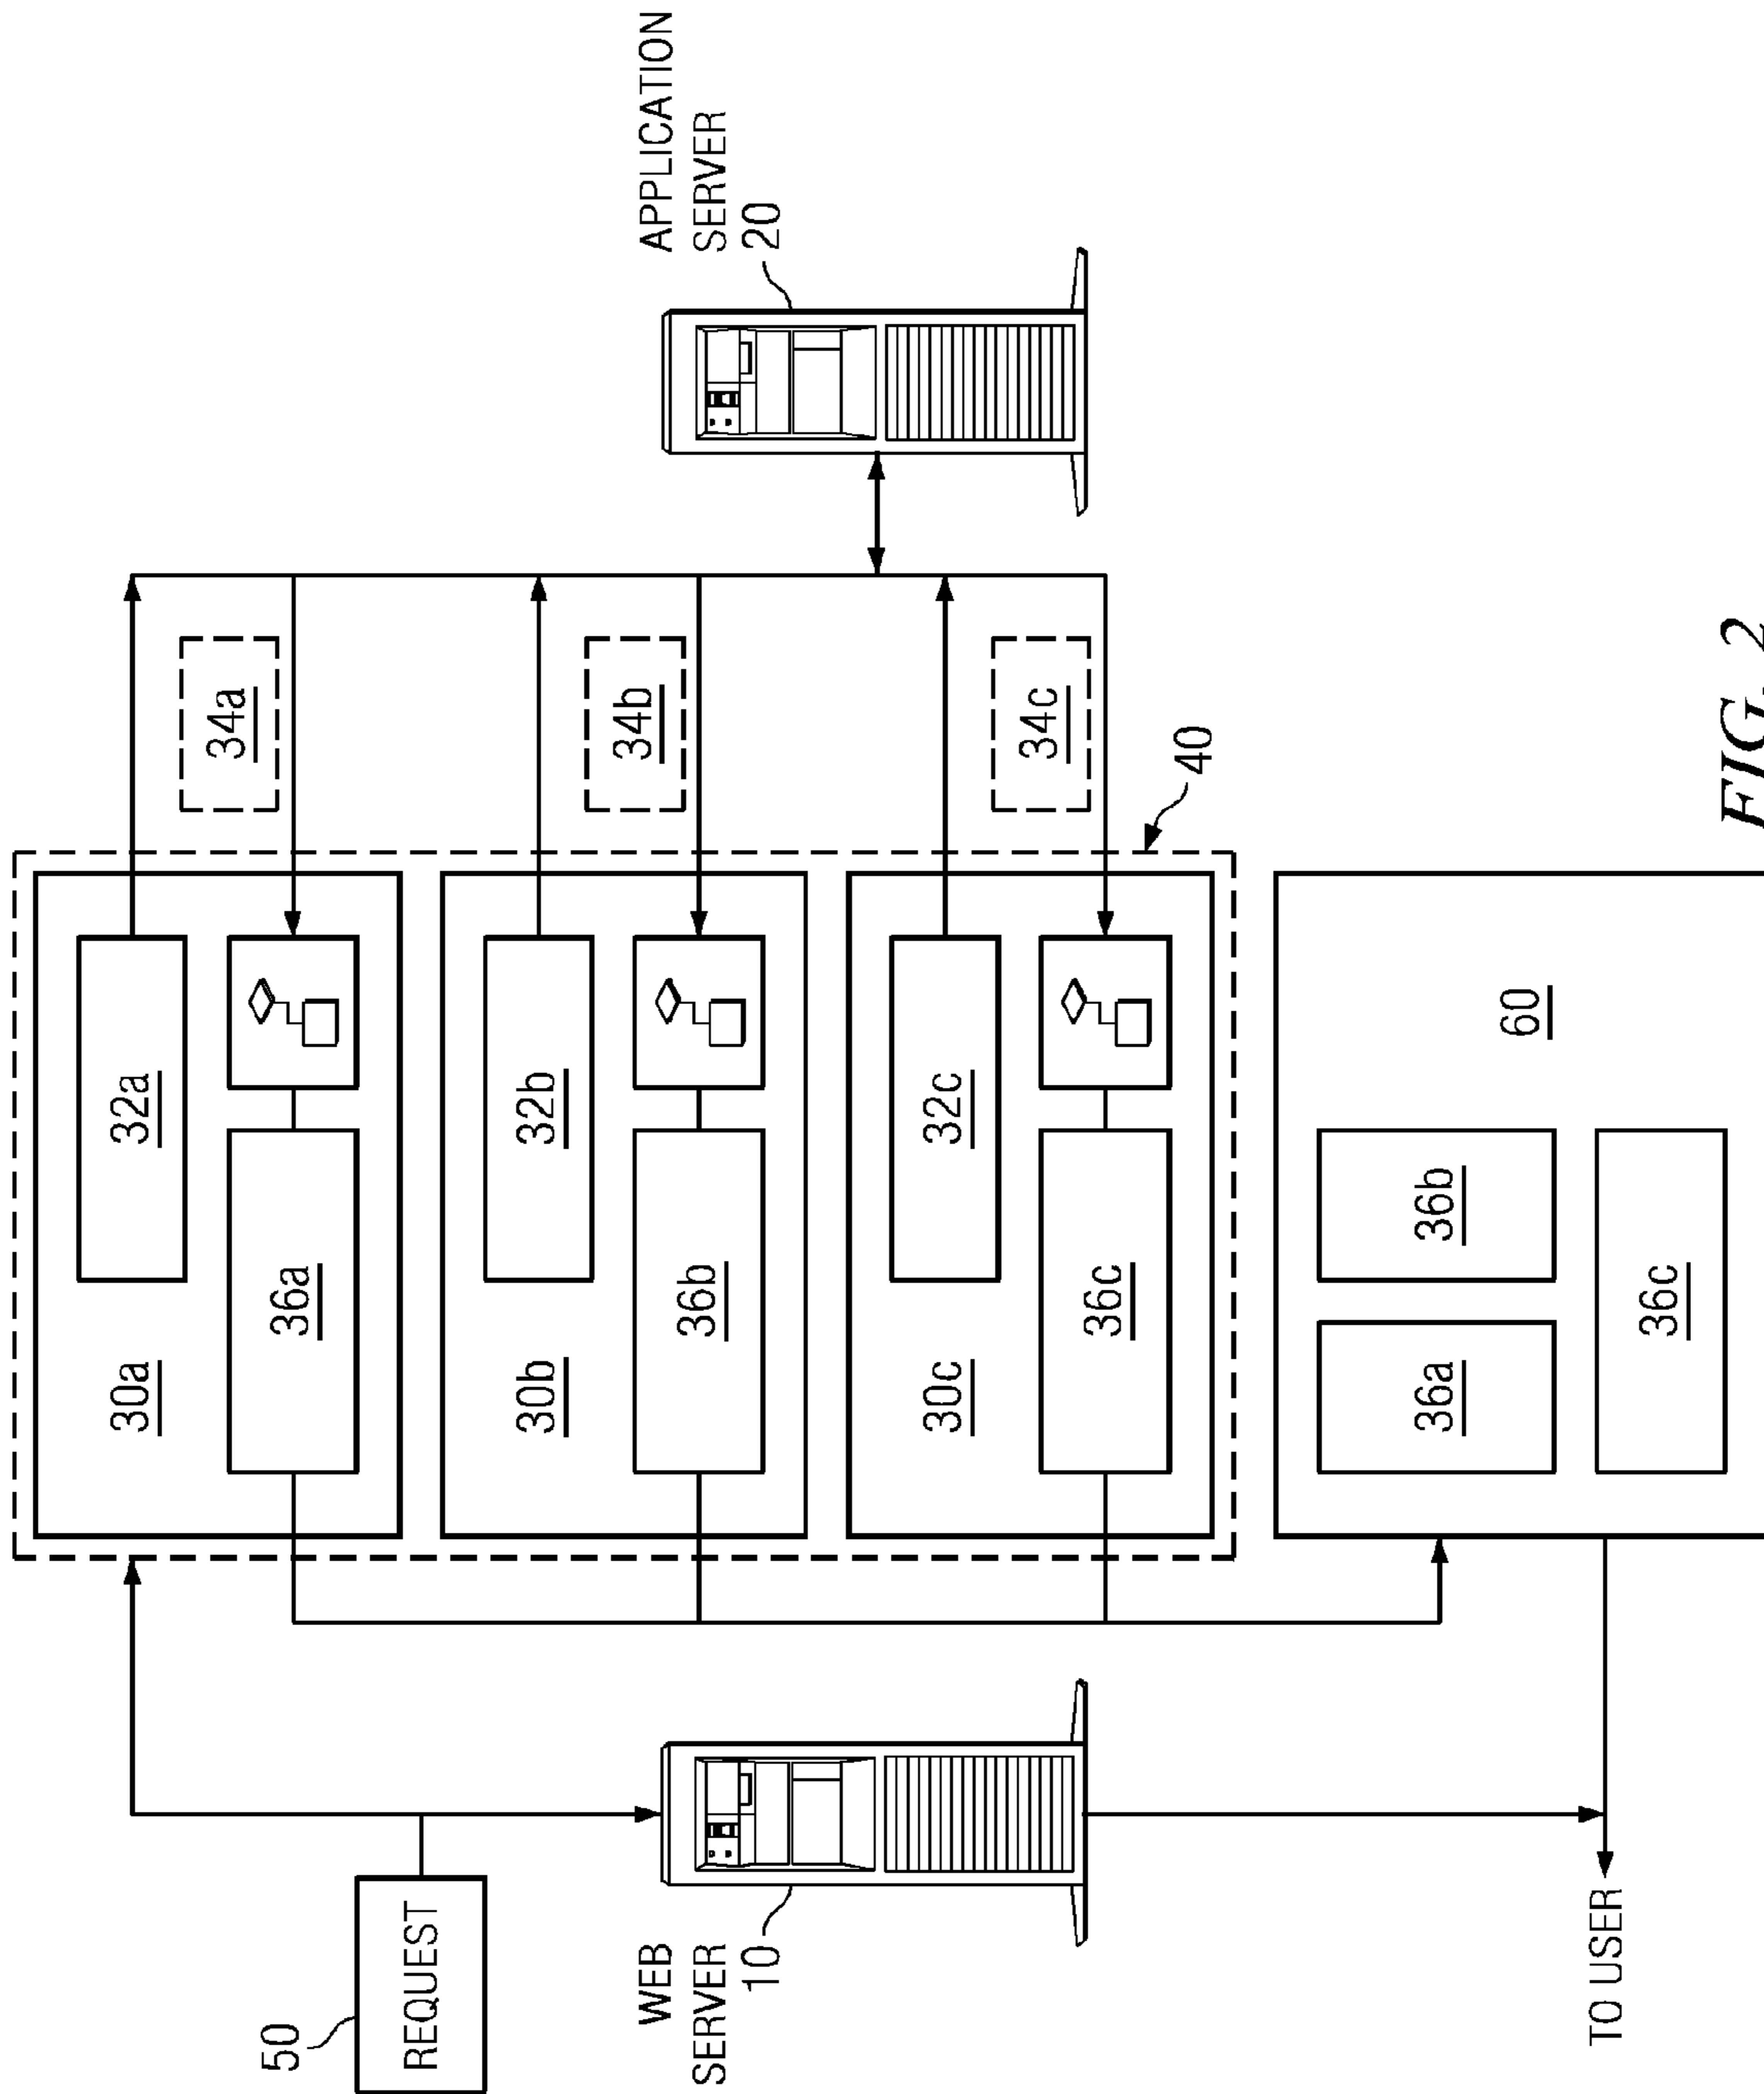 50
REQUEST
WEB
SERVER
10
TO USER
30a
32a
36a
30b
32b
36b
30c
32c
36c
36a
36b
36c
60
34a
34b
34c
40
APPLICATION
SERVER
20
FIG. 2